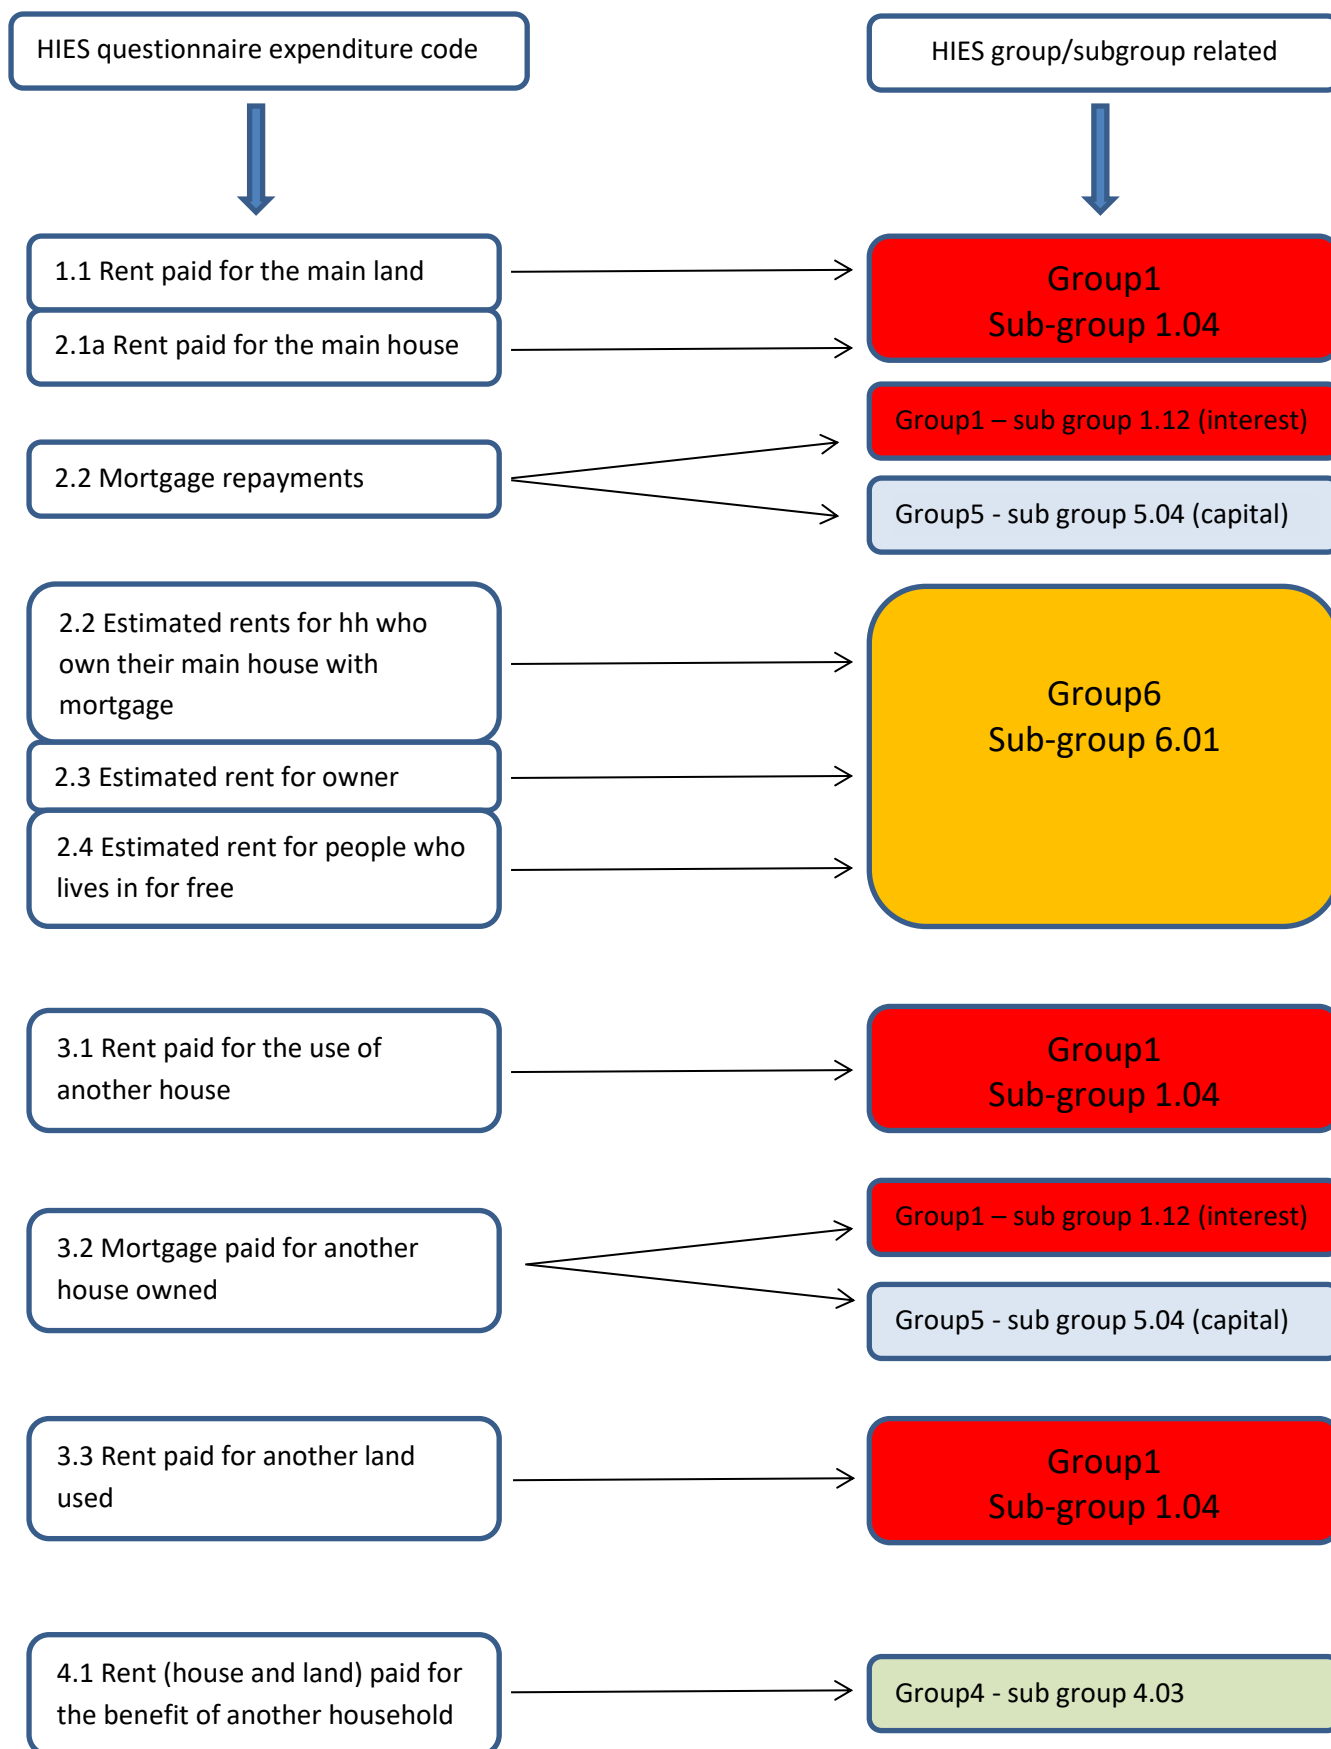 HIES questionnaire expenditure code
HIES group/subgroup related
1.1 Rent paid for the main land
2.1a Rent paid for the main house
Group1
Sub-group 1.04
2.2 Mortgage repayments
Group1 – sub group 1.12 (interest)
Group5 - sub group 5.04 (capital)
2.2 Estimated rents for hh who
own their main house with
mortgage
2.3 Estimated rent for owner
2.4 Estimated rent for people who
lives in for free
Group6
Sub-group 6.01
3.1 Rent paid for the use of
another house
Group1
Sub-group 1.04
3.2 Mortgage paid for another
house owned
Group1 – sub group 1.12 (interest)
Group5 - sub group 5.04 (capital)
3.3 Rent paid for another land
used
Group1
Sub-group 1.04
4.1 Rent (house and land) paid for
the benefit of another household
Group4 - sub group 4.03